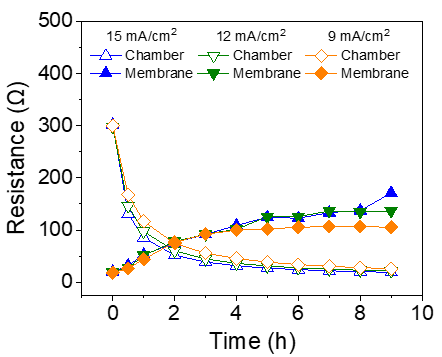 500
400
300
200
100
0
Resistance (Ω)
15 mA/cm² 12 mA/cm² 9 mA/cm²
Chamber Chamber Chamber
Membrane Membrane Membrane
0 2 4 6 8 10
Time (h)